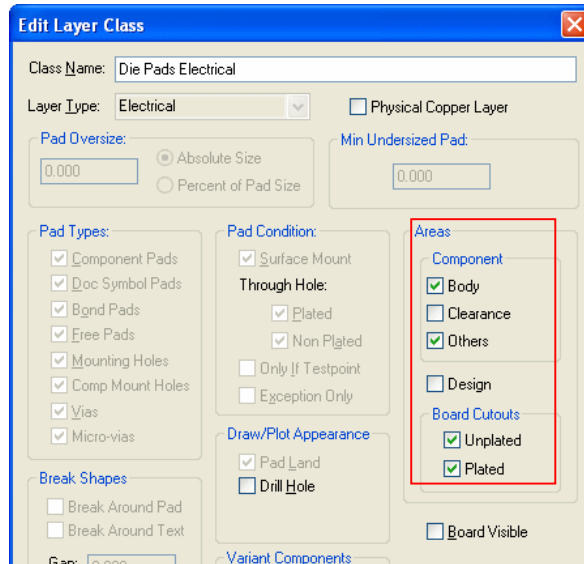 Edit Layer Class
Class Name: Die Pads Electrical
Layer Type: Electrical
Physical Copper Layer
Pad Oversize:
0.000
Absolute Size
Percent of Pad Size
Min Undersized Pad:
0.000
Pad Types:
Component Pads
Doc Symbol Pads
Bond Pads
Free Pads
Mounting Holes
Comp Mount Holes
Vias
Micro-vias
Pad Condition:
Surface Mount
Through Hole:
Plated
Non Plated
Only If Testpoint
Exception Only
Areas
Component
Body
Clearance
Others
Design
Board Cutouts
Unplated
Plated
Draw/Plot Appearance
Pad Land
Drill Hole
Break Shapes
Break Around Pad
Break Around Text
Gap: 0.000
Board Visible
Variant Components